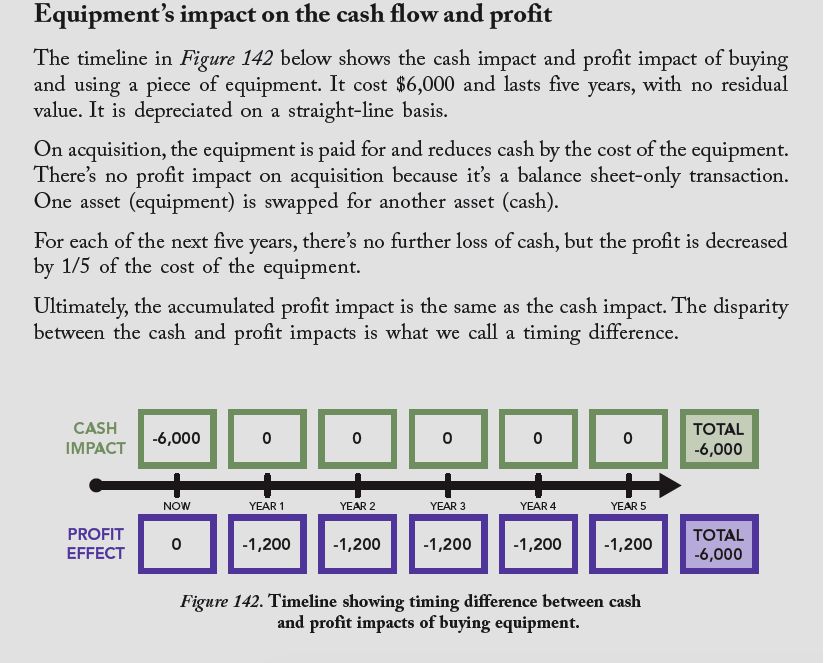 Equipment’s impact on the cash flow and profit
The timeline in Figure 142 below shows the cash impact and profit impact of buying
and using a piece of equipment. It cost $6,000 and lasts five years, with no residual
value. It is depreciated on a straight-line basis.
On acquisition, the equipment is paid for and reduces cash by the cost of the equipment.
There’s no profit impact on acquisition because it’s a balance sheet-only transaction.
One asset (equipment) is swapped for another asset (cash).
For each of the next five years, there’s no further loss of cash, but the profit is decreased
by 1/5 of the cost of the equipment.
Ultimately, the accumulated profit impact is the same as the cash impact. The disparity
between the cash and profit impacts is what we call a timing difference.
CASH
IMPACT
-6,000
0
0
0
0
0
TOTAL
-6,000
NOW
YEAR 1
YEAR 2
YEAR 3
YEAR 4
YEAR 5
PROFIT
EFFECT
0
-1,200
-1,200
-1,200
-1,200
-1,200
TOTAL
-6,000
Figure 142. Timeline showing timing difference between cash
and profit impacts of buying equipment.